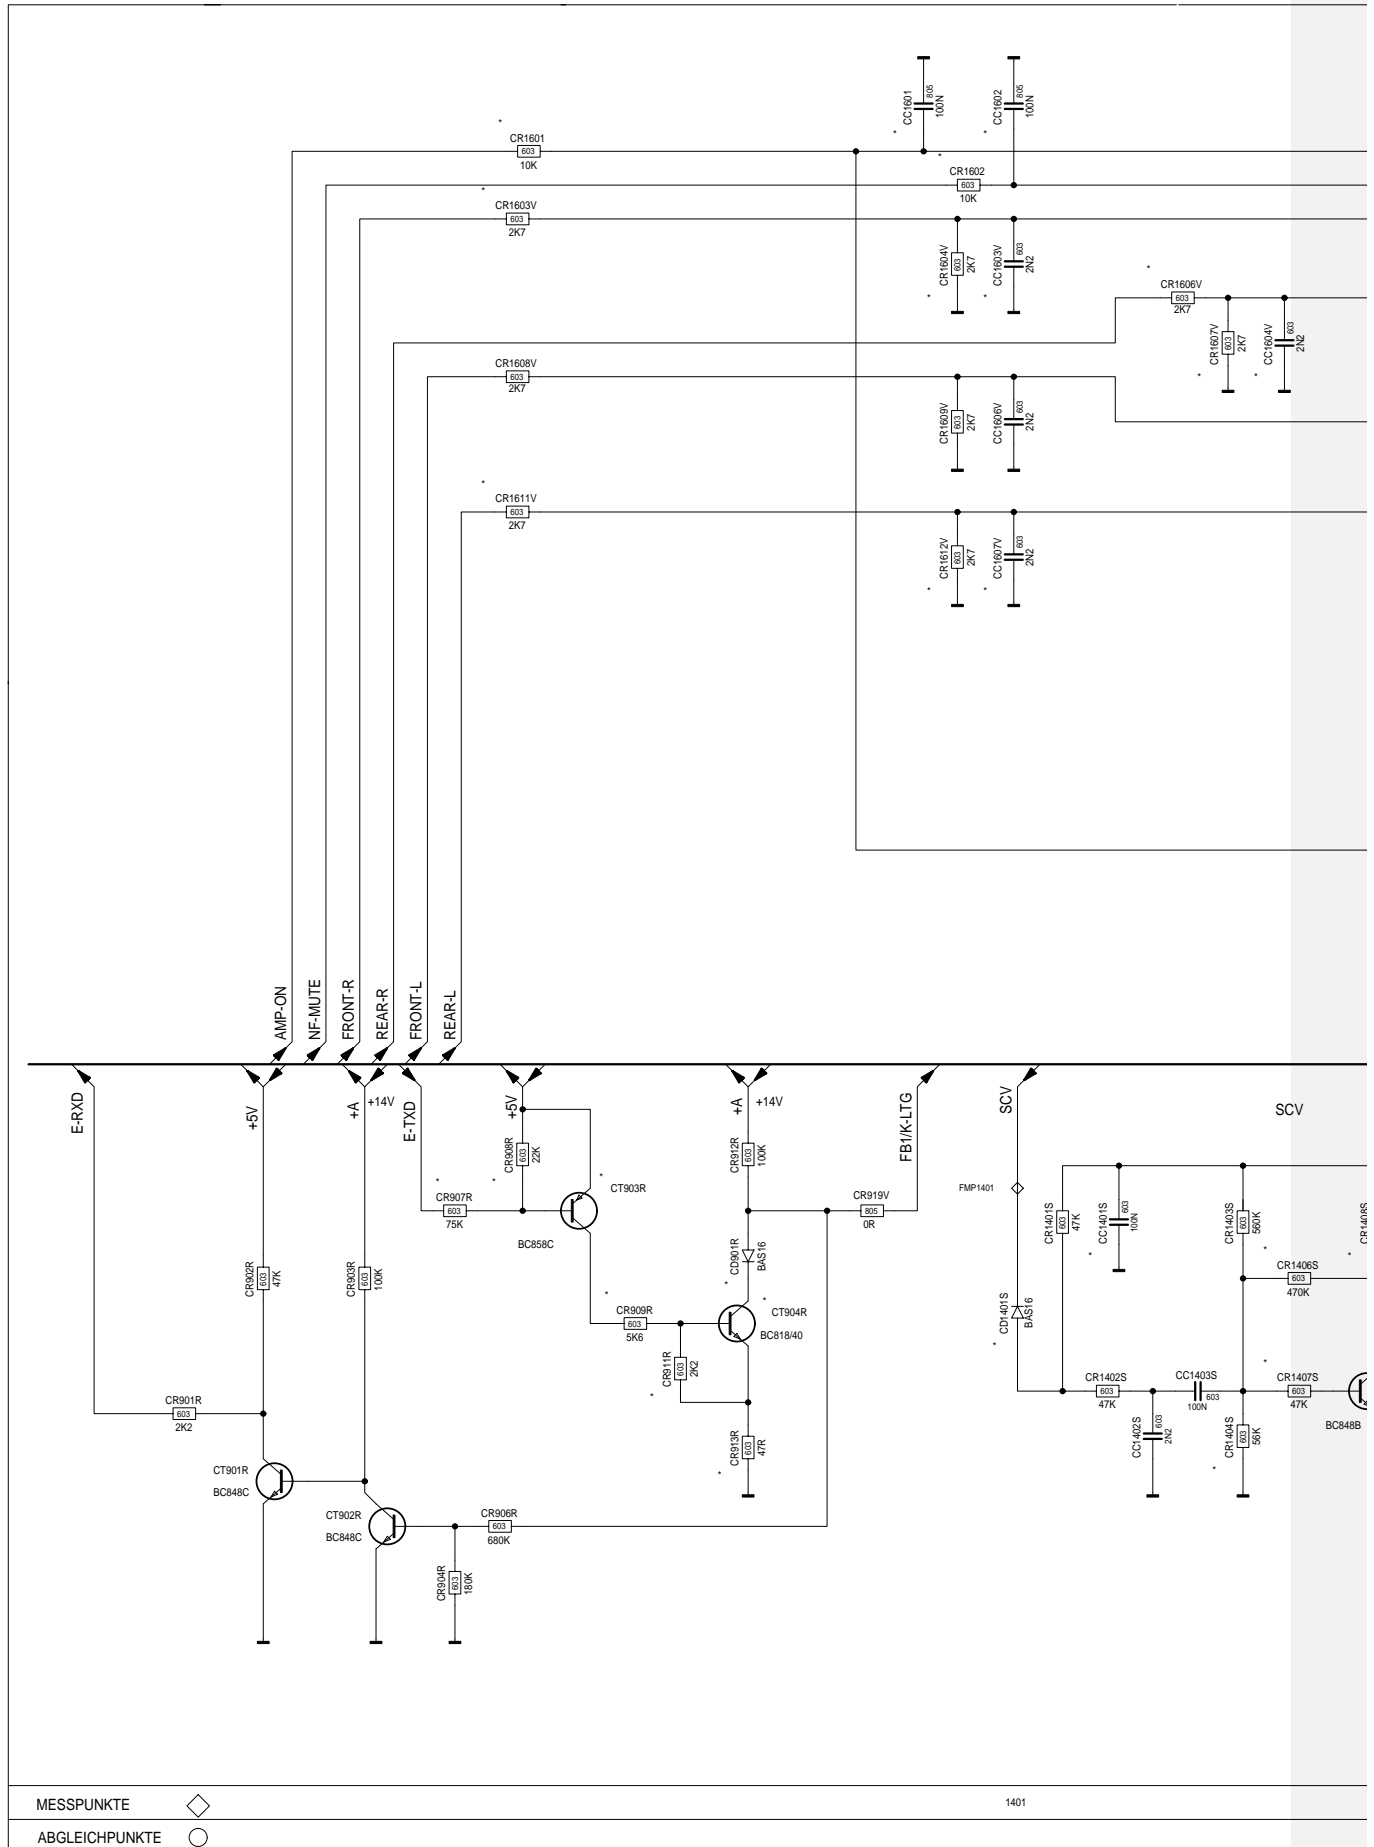 CC1601
805
100N
CC1602
805
100N
CR1601
603
10K
CR1602
603
10K
CR1603V
603
2K7
CR1604V
603
2K7
CC1603V
603
2N2
CR1606V
603
2K7
CR1607V
603
2K7
CC1604V
603
2N2
CR1608V
603
2K7
CR1609V
603
2K7
CC1606V
603
2N2
CR1611V
603
2K7
CR1612V
603
2K7
CC1607V
603
2N2
AMP-ON
NF-MUTE
FRONT-R
REAR-R
FRONT-L
REAR-L
E-RXD
+5V
+A
+14V
E-TXD
+5V
+A
+14V
FB1/K-LTG
SCV
SCV
CR908R
603
22K
CR912R
603
100K
CR907R
603
75K
CT903R
BC858C
CR919V
805
0R
FMP1401
CR1401S
603
47K
CC1401S
603
100N
CR1403S
603
560K
CR1408S
CR902R
603
47K
CR903R
603
100K
CD901R
BAS16
CR1406S
603
470K
CR909R
603
5K6
CT904R
BC818/40
CD1401S
BAS16
CR911R
603
2K2
CR901R
603
2K2
CR1402S
603
47K
CC1403S
603
100N
CR1407S
603
47K
BC848B
CR913R
603
47R
CC1402S
603
2N2
CR1404S
603
56K
CT901R
BC848C
CT902R
BC848C
CR906R
603
680K
CR904R
603
180K
MESSPUNKTE
1401
ABGLEICHPUNKTE